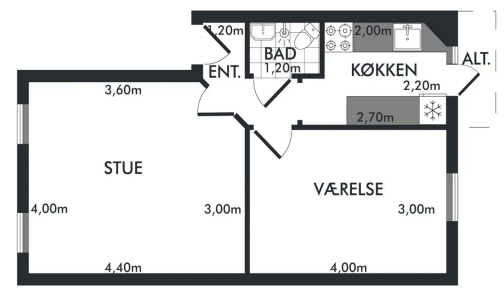 1,20m
BAD
1,20m
2,00m
KØKKEN
ALT.
ENT.
2,20m
3,60m
2,70m
STUE
VÆRELSE
4,00m
3,00m
3,00m
4,40m
4,00m